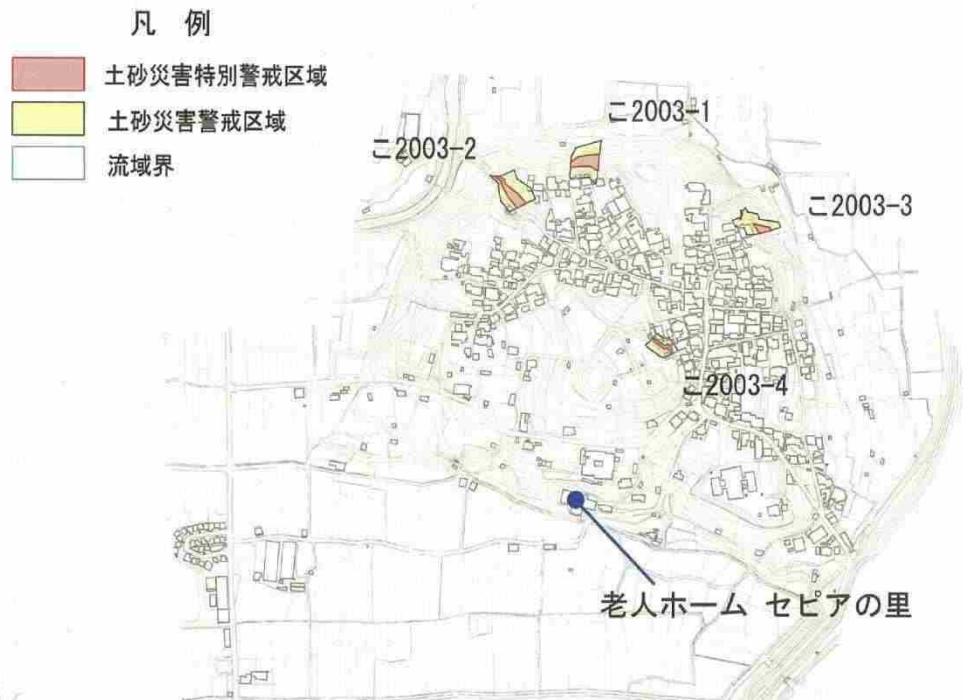 凡 例
土砂災害特別警戒区域
土砂災害警戒区域
流域界
こ2003-1
こ2003-2
こ2003-3
こ2003-4
老人ホーム セピアの里